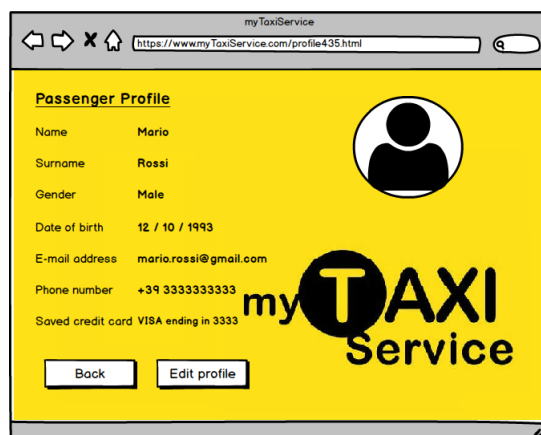 myTaxiService
https://www.myTaxiService.com/profile435.html
Passenger Profile
Name Mario
Surname Rossi
Gender Male
Date of birth 12 / 10 / 1993
E-mail address mario.rossi@gmail.com
Phone number +39 3333333333
Saved credit card VISA ending in 3333
my TAXI
Service
Back Edit profile